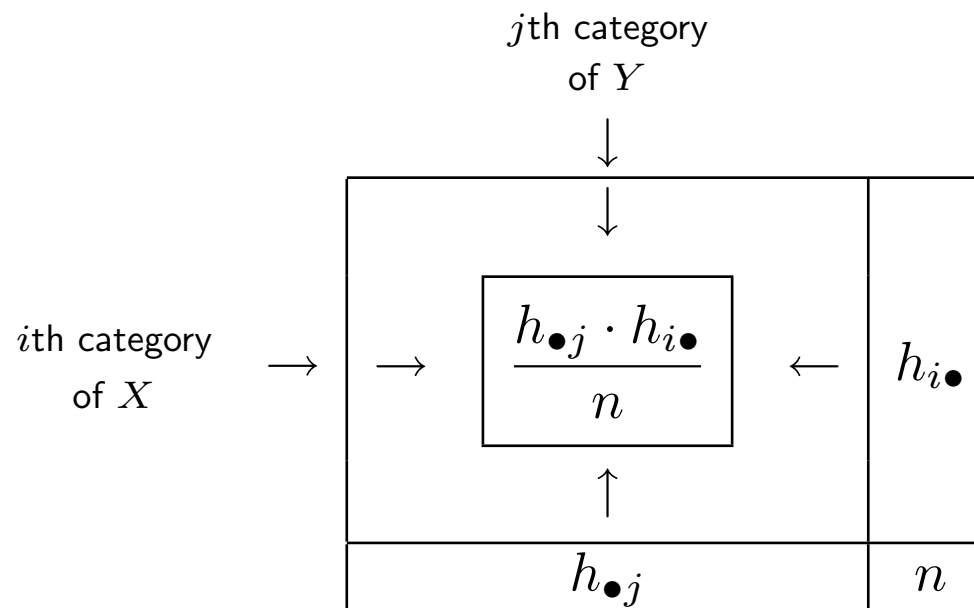 jth category
of Y
ith category
of X
h●j · hi●
n
hi●
h●j
n